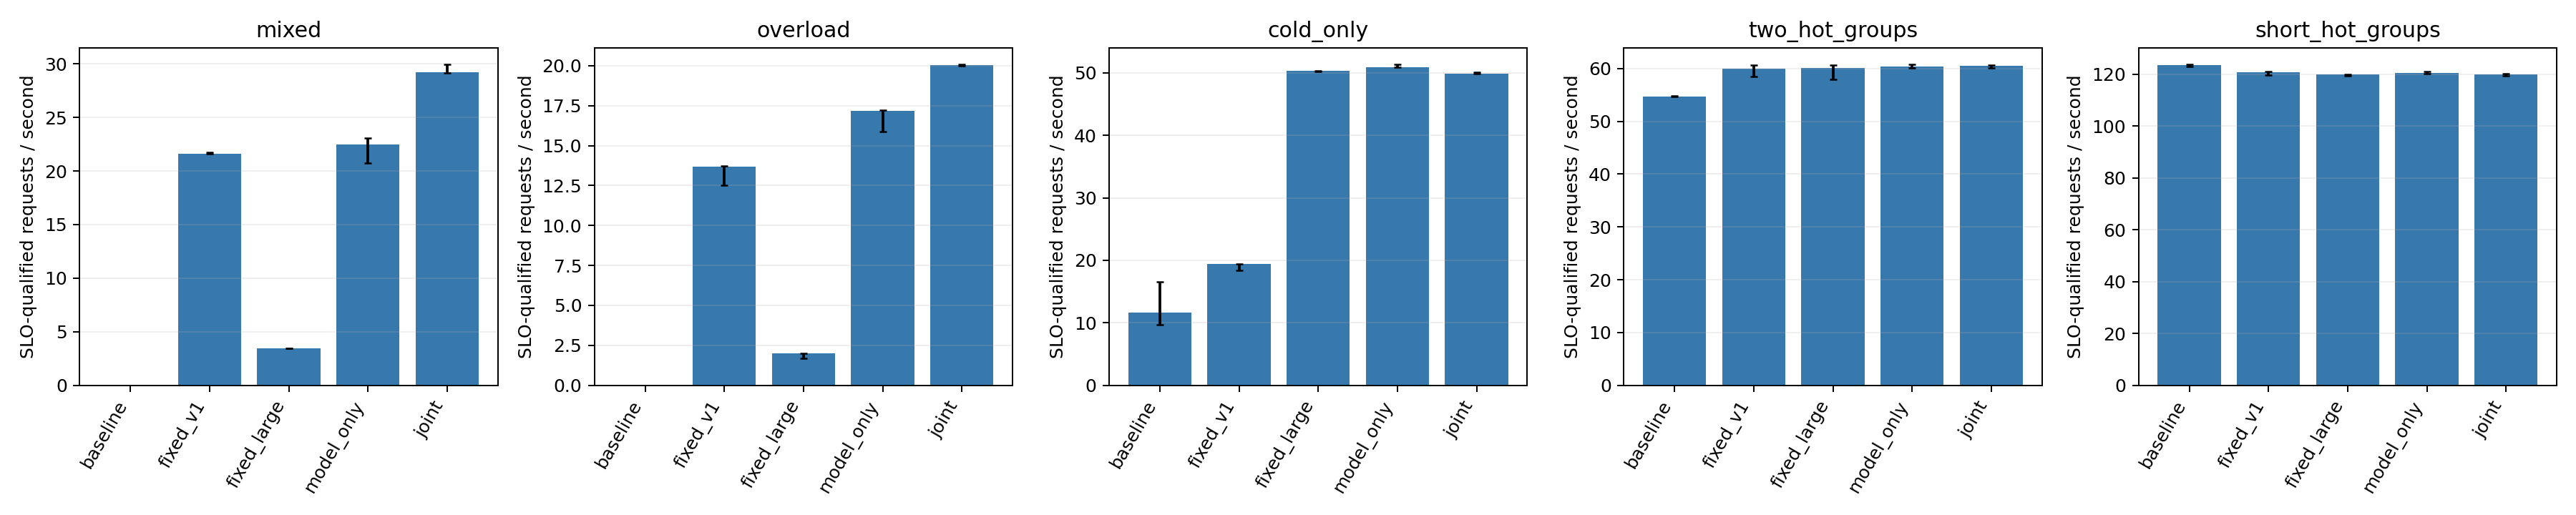 mixed
SLO-qualified requests / second
30
25
20
15
10
5
0
baseline
fixed_v1
fixed_large
model_only
joint
overload
SLO-qualified requests / second
20.0
17.5
15.0
12.5
10.0
7.5
5.0
2.5
0.0
baseline
fixed_v1
fixed_large
model_only
joint
cold_only
SLO-qualified requests / second
50
40
30
20
10
0
baseline
fixed_v1
fixed_large
model_only
joint
two_hot_groups
SLO-qualified requests / second
60
50
40
30
20
10
0
baseline
fixed_v1
fixed_large
model_only
joint
short_hot_groups
SLO-qualified requests / second
120
100
80
60
40
20
0
baseline
fixed_v1
fixed_large
model_only
joint